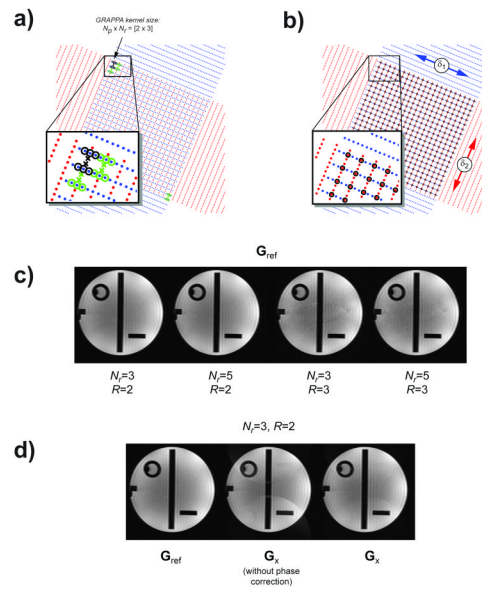 a)
GRAPPA kernel size:
Np x Nr = [2 x 3]
b)
δ1
δ2
Gref
c)
Nr=3
R=2
Nr=5
R=2
Nr=3
R=3
Nr=5
R=3
Nr=3, R=2
d)
Gref
Gx
(without phase
correction)
Gx